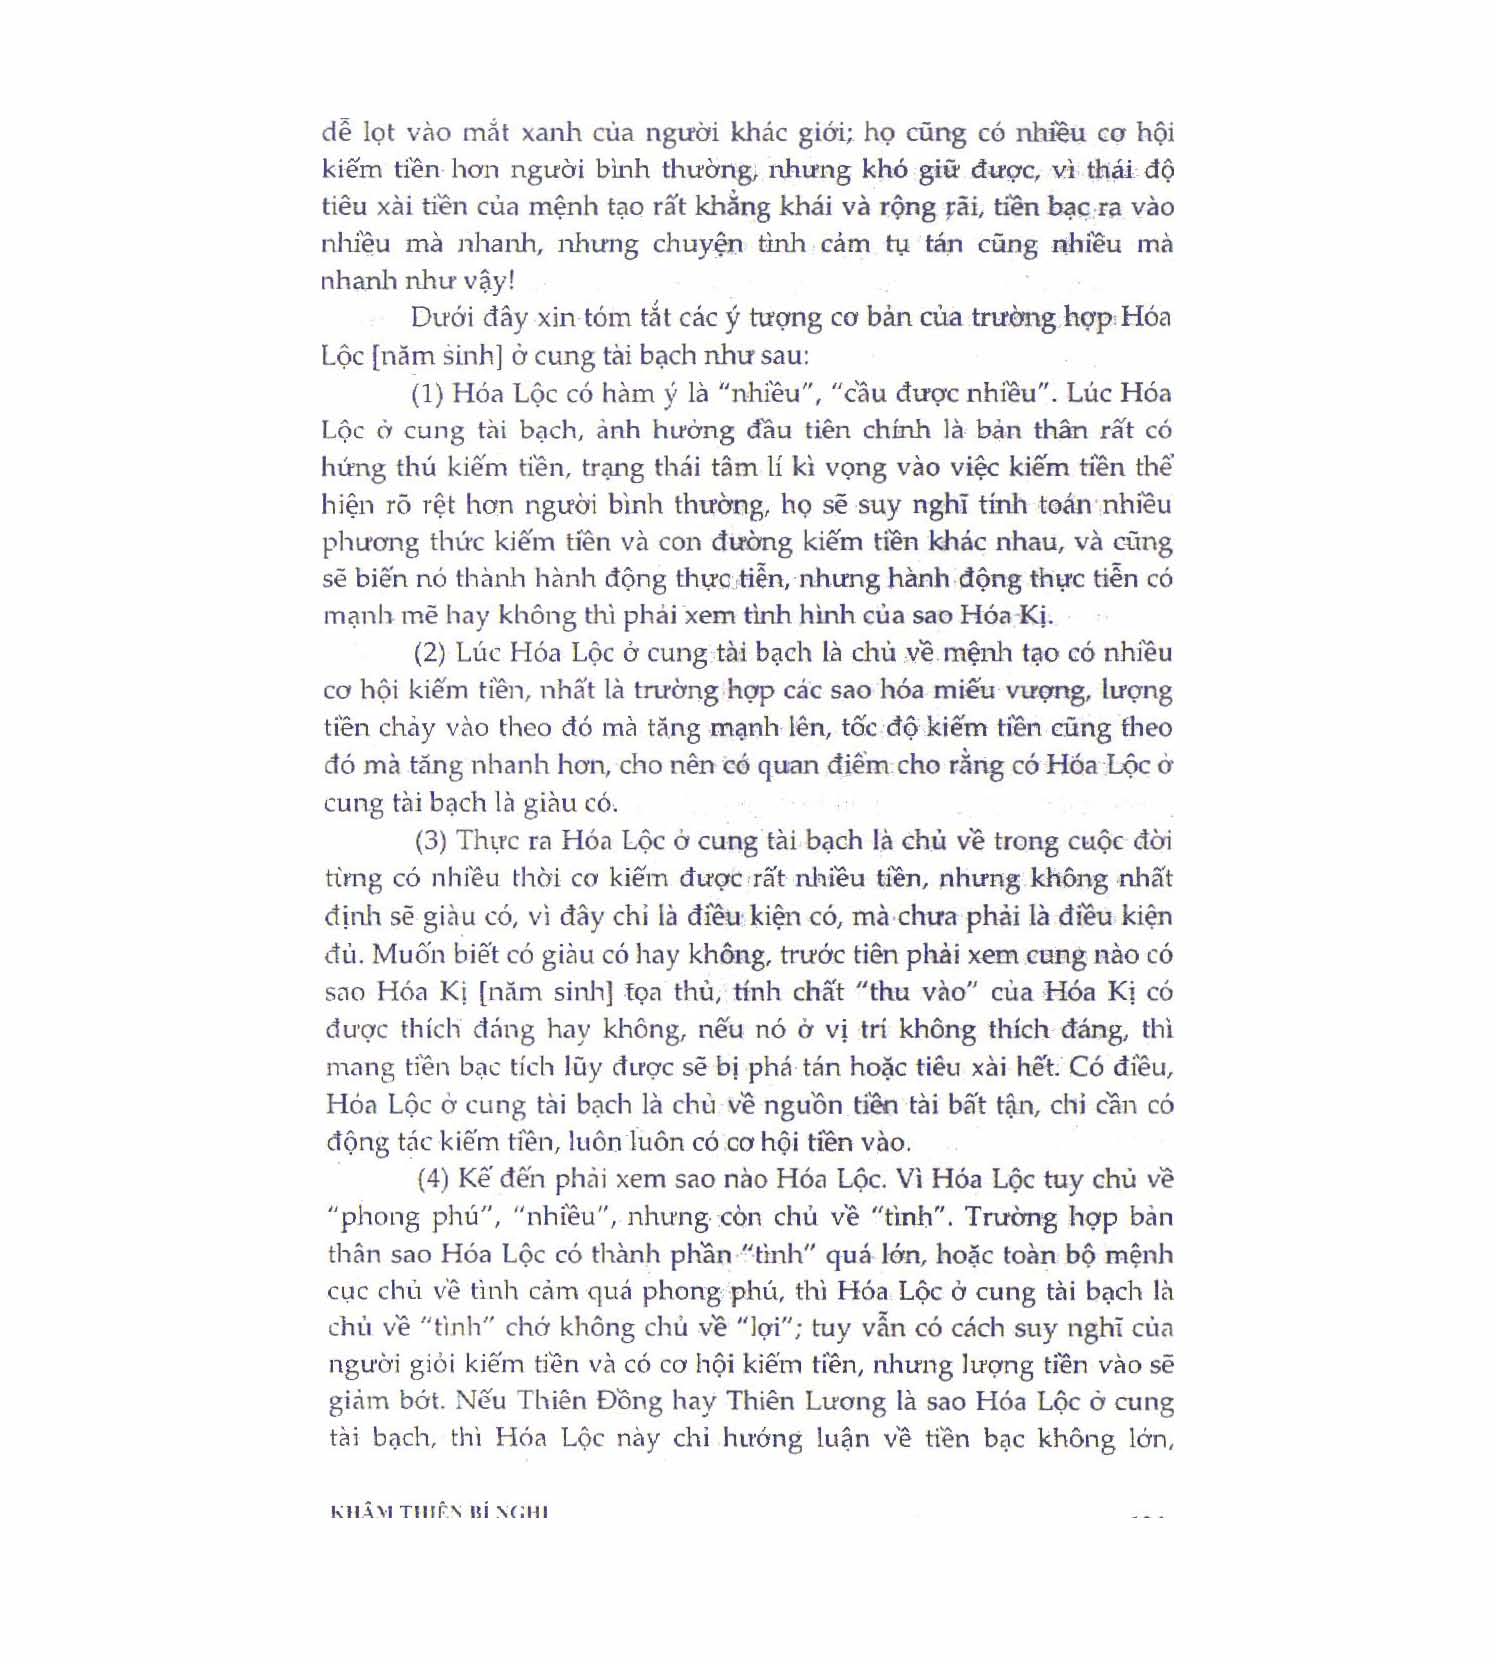 dễ lọt vào mắt xanh của người khác giới; họ cũng có nhiều cơ hội
kiếm tiền hơn người bình thường, nhưng khó giữ được, vì thái độ
tiêu xài tiền của mệnh tạo rất khẳng khái và rộng rãi, tiền bạc ra vào
nhiều mà nhanh, nhưng chuyện tình cảm tụ tán cũng nhiều mà
nhanh như vậy!
Dưới đây xin tóm tắt các ý tượng cơ bản của trường hợp Hóa
Lộc [năm sinh] ở cung tài bạch như sau:
(1) Hóa Lộc có hàm ý là "nhiều", "cầu được nhiều". Lúc Hóa
Lộc ở cung tài bạch, ảnh hưởng đầu tiên chính là bản thân rất có
hứng thú kiếm tiền, trạng thái tâm lí kì vọng vào việc kiếm tiền thể
hiện rõ rệt hơn người bình thường, họ sẽ suy nghĩ tính toán nhiều
phương thức kiếm tiền và con đường kiếm tiền khác nhau, và cũng
sẽ biến nó thành hành động thực tiễn, nhưng hành động thực tiễn có
mạnh mẽ hay không thì phải xem tình hình của sao Hóa Kị.
(2) Lúc Hóa Lộc ở cung tài bạch là chủ về mệnh tạo có nhiều
cơ hội kiếm tiền, nhất là trường hợp các sao hóa miếu vượng, lượng
tiền chảy vào theo đó mà tăng mạnh lên, tốc độ kiếm tiền cũng theo
đó mà tăng nhanh hơn, cho nên có quan điểm cho rằng có Hóa Lộc ở
cung tài bạch là giàu có.
(3) Thực ra Hóa Lộc ở cung tài bạch là chủ về trong cuộc đời
từng có nhiều thời cơ kiếm được rất nhiều tiền, nhưng không nhất
định sẽ giàu có, vì đây chỉ là điều kiện có, mà chưa phải là điều kiện
đủ. Muốn biết có giàu có hay không, trước tiên phải xem cung nào có
sao Hóa Kị [năm sinh] tọa thủ, tính chất "thu vào" của Hóa Kị có
được thích đáng hay không, nếu nó ở vị trí không thích đáng, thì
mang tiền bạc tích lũy được sẽ bị phá tán hoặc tiêu xài hết. Có điều,
Hóa Lộc ở cung tài bạch là chủ về nguồn tiền tài bất tận, chỉ cần có
động tác kiếm tiền, luôn luôn có cơ hội tiền vào.
(4) Kế đến phải xem sao nào Hóa Lộc. Vì Hóa Lộc tuy chủ về
"phong phú", "nhiều", nhưng còn chủ về "tình". Trường hợp bản
thân sao Hóa Lộc có thành phần "tình" quá lớn, hoặc toàn bộ mệnh
cục chủ về tình cảm quá phong phú, thì Hóa Lộc ở cung tài bạch là
chủ về "tình" chớ không chủ về "lợi"; tuy vẫn có cách suy nghĩ của
người giỏi kiếm tiền và có cơ hội kiếm tiền, nhưng lượng tiền vào sẽ
giảm bớt. Nếu Thiên Đồng hay Thiên Lương là sao Hóa Lộc ở cung
tài bạch, thì Hóa Lộc này chỉ hướng luận về tiền bạc không lớn,
KHÂM THIÊN BÍ NGHI